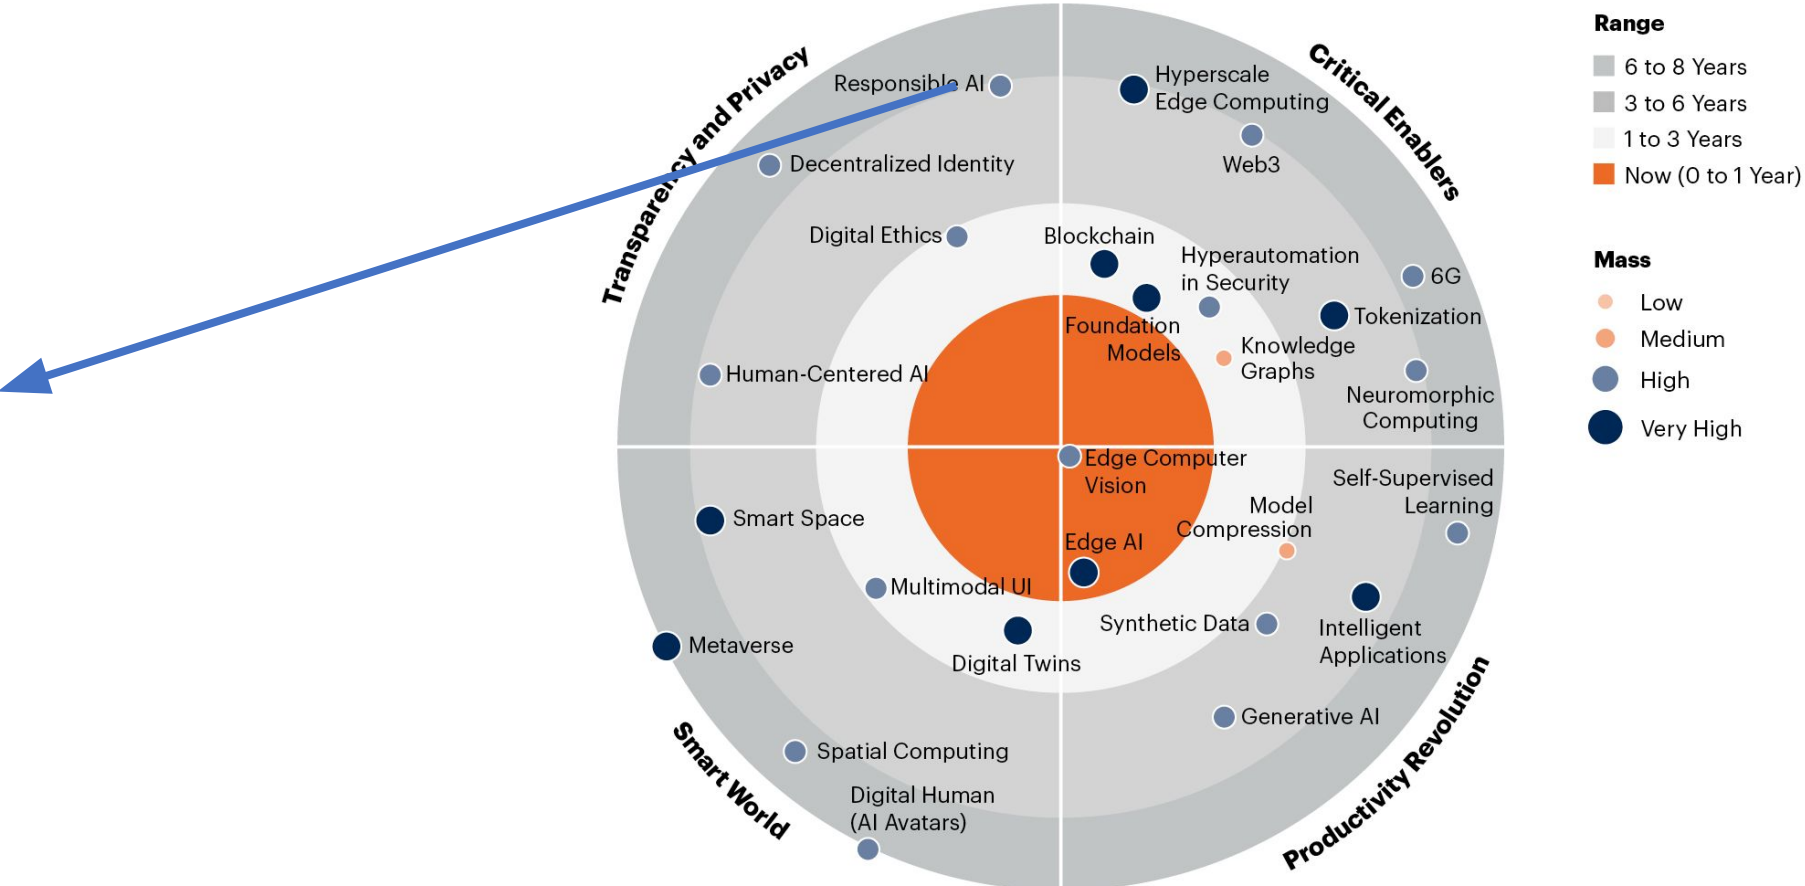 Transparency and Privacy
Responsible AI
Decentralized Identity
Digital Ethics
Human-Centered AI
Critical Enablers
Hyperscale
Edge Computing
Web3
Blockchain
Hyperautomation
in Security
6G
Tokenization
Foundation
Models
Knowledge
Graphs
Neuromorphic
Computing
Smart World
Smart Space
Multimodal UI
Metaverse
Digital Twins
Spatial Computing
Digital Human
(AI Avatars)
Productivity Revolution
Edge Computer
Vision
Self-Supervised
Learning
Model
Compression
Edge AI
Synthetic Data
Intelligent
Applications
Generative AI
Range
6 to 8 Years
3 to 6 Years
1 to 3 Years
Now (0 to 1 Year)
Mass
Low
Medium
High
Very High